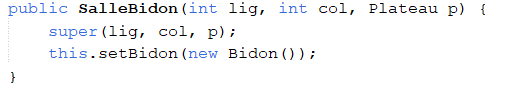 public SalleBidon(int lig, int col, Plateau p) {
    super(lig, col, p);
    this.setBidon(new Bidon());
}